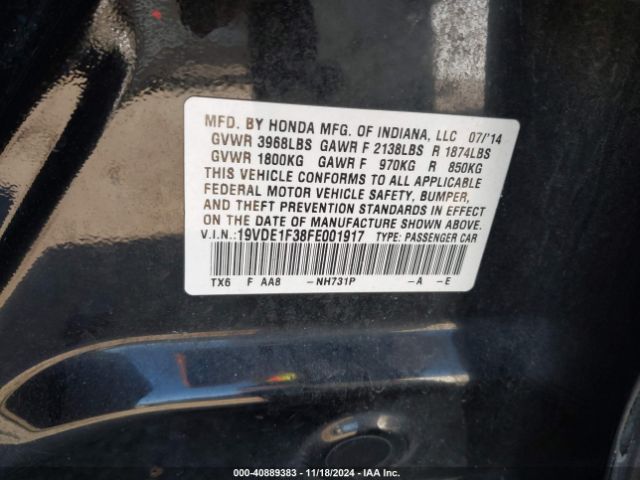 MFD. BY HONDA MFG. OF INDIANA, LLC 07/'14
GVWR 3968LBS GAWR F 2138LBS R 1874LBS
GVWR 1800KG GAWR F 970KG R 850KG
THIS VEHICLE CONFORMS TO ALL APPLICABLE
FEDERAL MOTOR VEHICLE SAFETY, BUMPER,
AND THEFT PREVENTION STANDARDS IN EFFECT
ON THE DATE OF MANUFACTURE SHOWN ABOVE.
V.I.N.:19VDE1F38FE001917 TYPE: PASSENGER CAR
TX6 F AA8 -NH731P -A -E
000-40889383 | 11/18/2024 | IAA Inc.